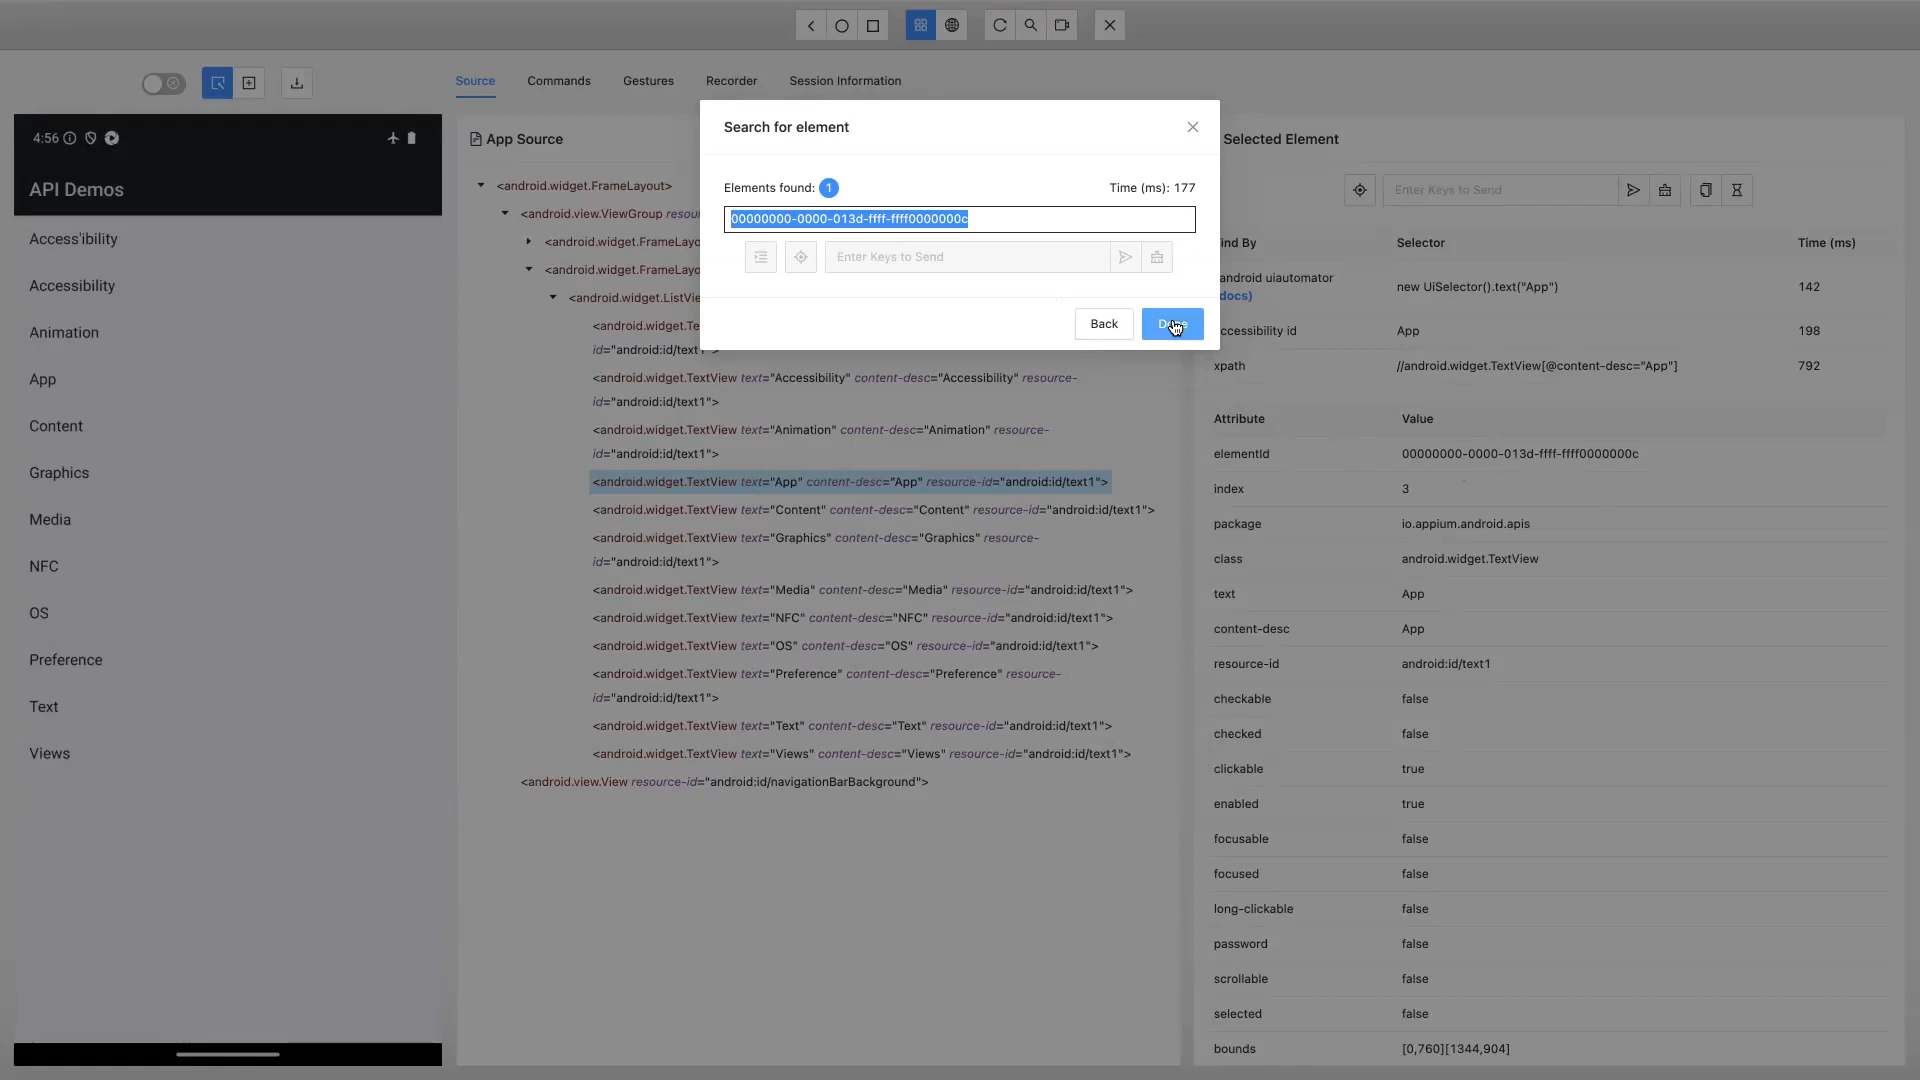 Source
Commands
Gestures
Recorder
Session Information
4:56
API Demos
Access'ibility
Accessibility
Animation
App
Content
Graphics
Media
NFC
OS
Preference
Text
Views
App Source
<android.widget.FrameLayout>
<android.view.ViewGroup resou
<android.widget.FrameLayo
<android.widget.FrameLayo
<android.widget.ListVie
<android.widget.Te
id="android:id/text1">
<android.widget.TextView text="Accessibility" content-desc="Accessibility" resource-
id="android:id/text1">
<android.widget.TextView text="Animation" content-desc="Animation" resource-
id="android:id/text1">
<android.widget.TextView text="App" content-desc="App" resource-id="android:id/text1">
<android.widget.TextView text="Content" content-desc="Content" resource-id="android:id/text1">
<android.widget.TextView text="Graphics" content-desc="Graphics" resource-
id="android:id/text1">
<android.widget.TextView text="Media" content-desc="Media" resource-id="android:id/text1">
<android.widget.TextView text="NFC" content-desc="NFC" resource-id="android:id/text1">
<android.widget.TextView text="OS" content-desc="OS" resource-id="android:id/text1">
<android.widget.TextView text="Preference" content-desc="Preference" resource-
id="android:id/text1">
<android.widget.TextView text="Text" content-desc="Text" resource-id="android:id/text1">
<android.widget.TextView text="Views" content-desc="Views" resource-id="android:id/text1">
<android.view.View resource-id="android:id/navigationBarBackground">
Search for element
Elements found: 1
Time (ms): 177
00000000-0000-013d-ffff-ffff0000000c
Enter Keys to Send
Back
Selected Element
Enter Keys to Send
ind By Selector Time (ms)
android uiautomator
docs)
new UiSelector().text("App") 142
ccessibility id App 198
xpath //android.widget.TextView[@content-desc="App"] 792
Attribute Value
elementId 00000000-0000-013d-ffff-ffff0000000c
index 3
package io.appium.android.apis
class android.widget.TextView
text App
content-desc App
resource-id android:id/text1
checkable false
checked false
clickable true
enabled true
focusable false
focused false
long-clickable false
password false
scrollable false
selected false
bounds [0,760][1344,904]